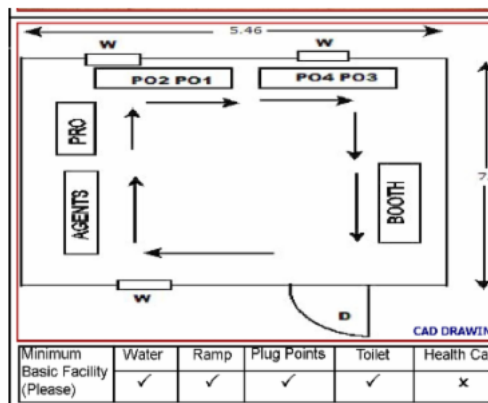 5.46
W
W
PO2 PO1
PO4 PO3
PRO
AGENTS
BOOTH
W
D
CAD DRAWIN
Minimum Basic Facility (Please)
Water
Ramp
Plug Points
Toilet
Health Ca
✓
✓
✓
✓
x